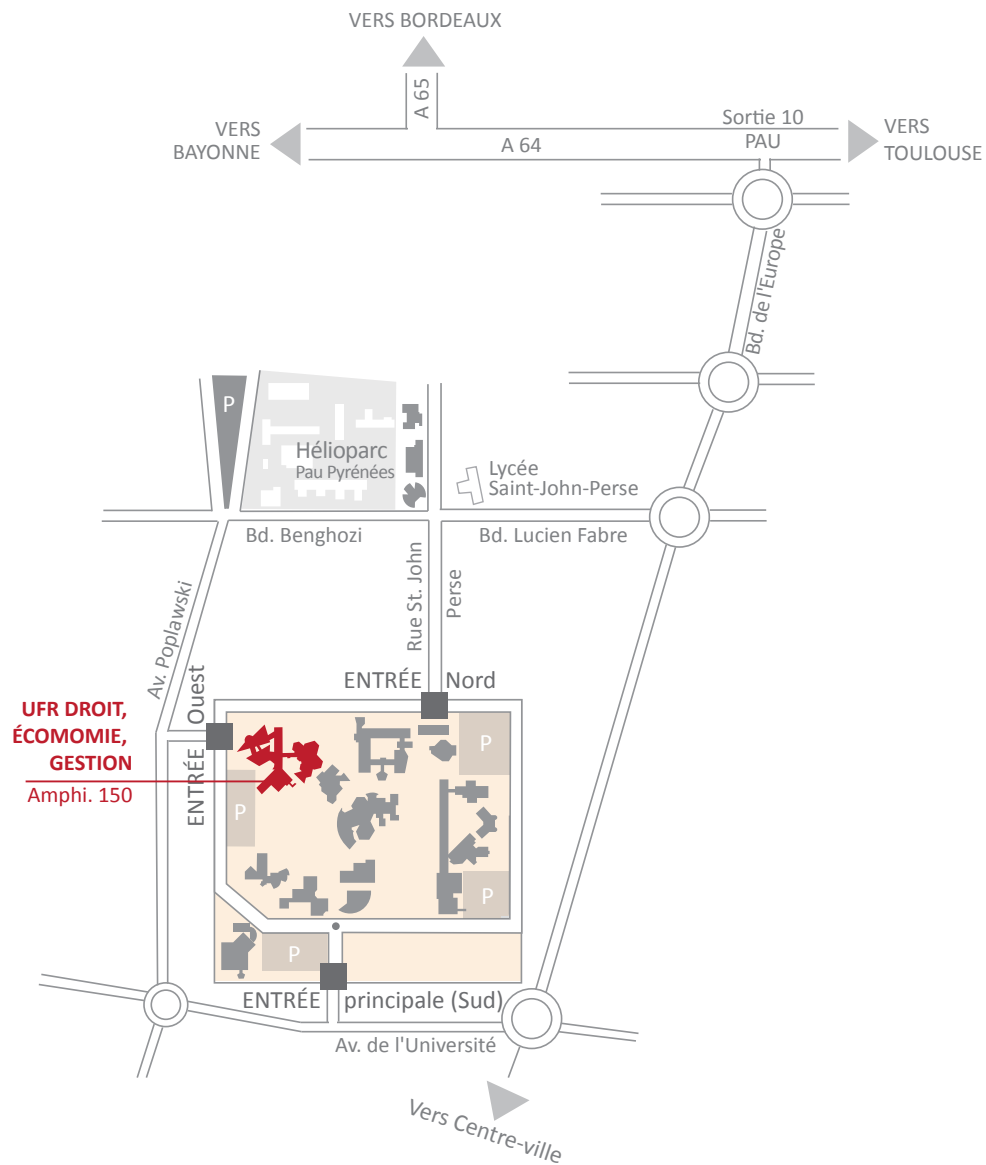 VERS BORDEAUX
A 65
VERS
BAYONNE
A 64
Sortie 10
PAU
VERS
TOULOUSE
Bd. de l'Europe
P
Hélioparc
Pau Pyrénées
Lycée
Saint-John-Perse
Bd. Benghozi
Bd. Lucien Fabre
Av. Poplawski
Rue St. John
Perse
ENTRÉE Nord
ENTRÉE Ouest
UFR DROIT,
ÉCOMOMIE,
GESTION
Amphi. 150
P
P
P
P
ENTRÉE principale (Sud)
Av. de l'Université
Vers Centre-ville